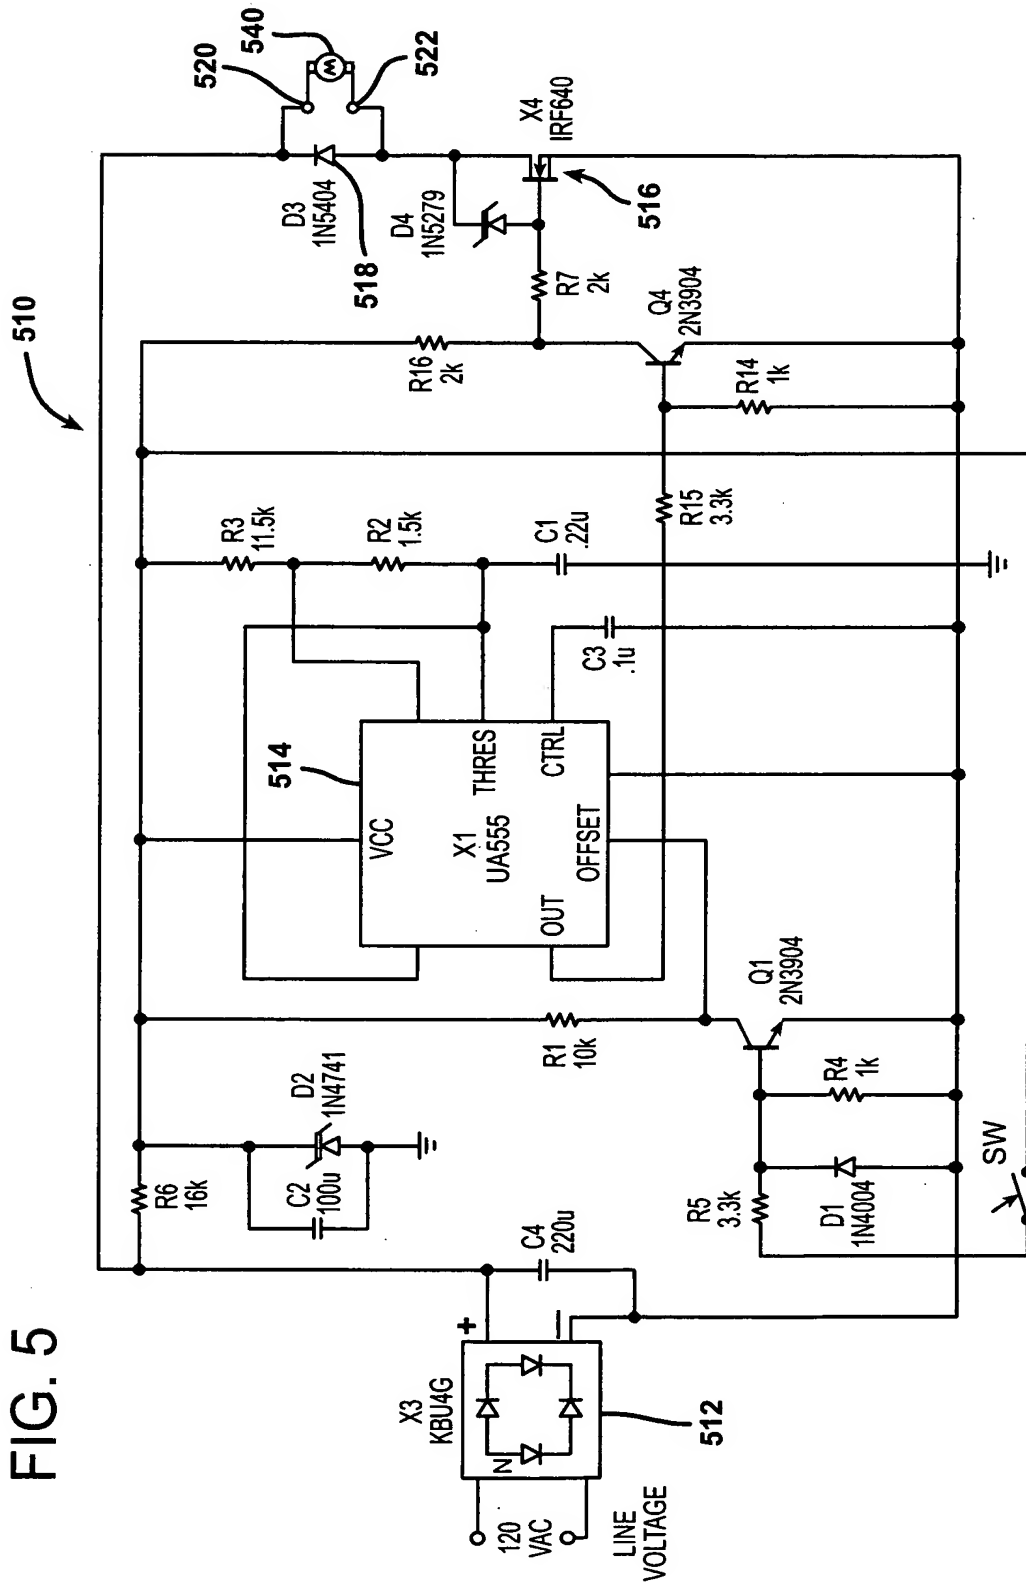 FIG. 5
510
520
540
522
D3
1N5404
518
D4
1N5279
X4
IRF640
516
R7
2k
R16
2k
Q4
2N3904
R14
1k
R15
3.3k
R3
11.5k
R2
1.5k
C1
.22u
C3
.1u
514
VCC
THRES
CTRL
X1
UA555
OUT
OFFSET
R1
10k
Q1
2N3904
R4
1k
D2
1N4741
C2
100u
R6
16k
R5
3.3k
D1
1N4004
SW
C4
220u
+
–
X3
KBU4G
N
512
120
VAC
LINE
VOLTAGE